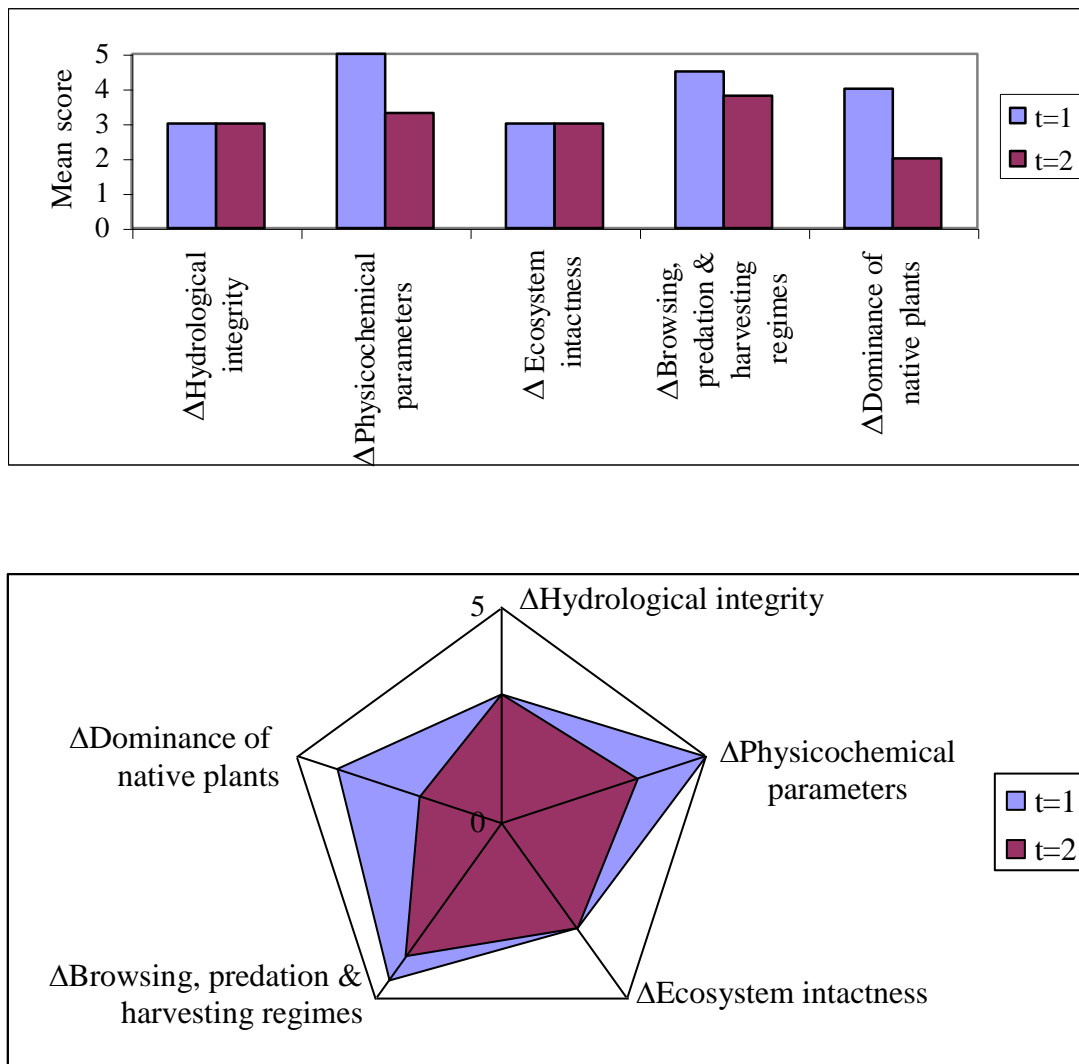 Mean score
5
4
3
2
1
0
ΔHydrological
integrity
ΔPhysicochemical
parameters
ΔEcosystem
intactness
ΔBrowsing,
predation &
harvesting
regimes
ΔDominance of
native plants
t=1
t=2
5
ΔHydrological integrity
ΔPhysicochemical
parameters
ΔDominance of
native plants
0
ΔBrowsing, predation &
harvesting regimes
ΔEcosystem intactness
t=1
t=2